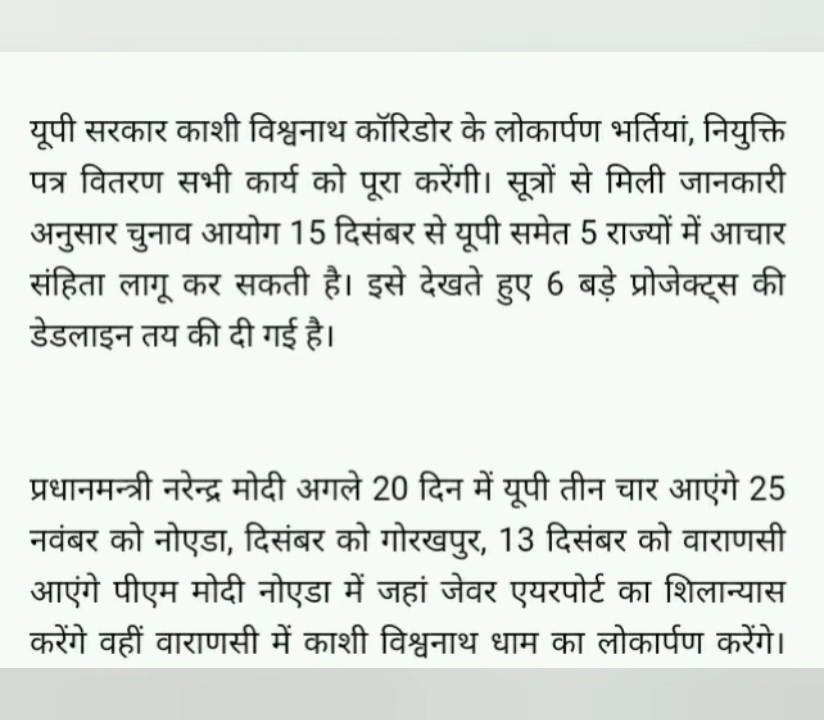 यूपी सरकार काशी विश्वनाथ कॉरिडोर के लोकार्पण भर्तियां, नियुक्ति
पत्र वितरण सभी कार्य को पूरा करेंगी। सूत्रों से मिली जानकारी
अनुसार चुनाव आयोग 15 दिसंबर से यूपी समेत 5 राज्यों में आचार
संहिता लागू कर सकती है। इसे देखते हुए 6 बड़े प्रोजेक्ट्स की
डेडलाइन तय की दी गई है।
प्रधानमन्त्री नरेन्द्र मोदी अगले 20 दिन में यूपी तीन चार आएंगे 25
नवंबर को नोएडा, दिसंबर को गोरखपुर, 13 दिसंबर को वाराणसी
आएंगे पीएम मोदी नोएडा में जहां जेवर एयरपोर्ट का शिलान्यास
करेंगे वहीं वाराणसी में काशी विश्वनाथ धाम का लोकार्पण करेंगे।